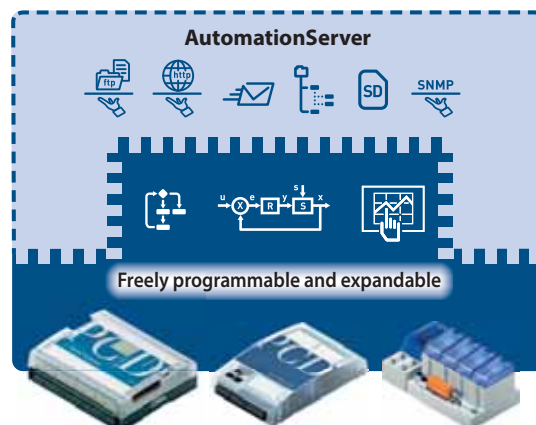 AutomationServer
ftp
http
SD
SNMP
u
e
y
s
x
X
R
S
Freely programmable and expandable
PCD
PCD